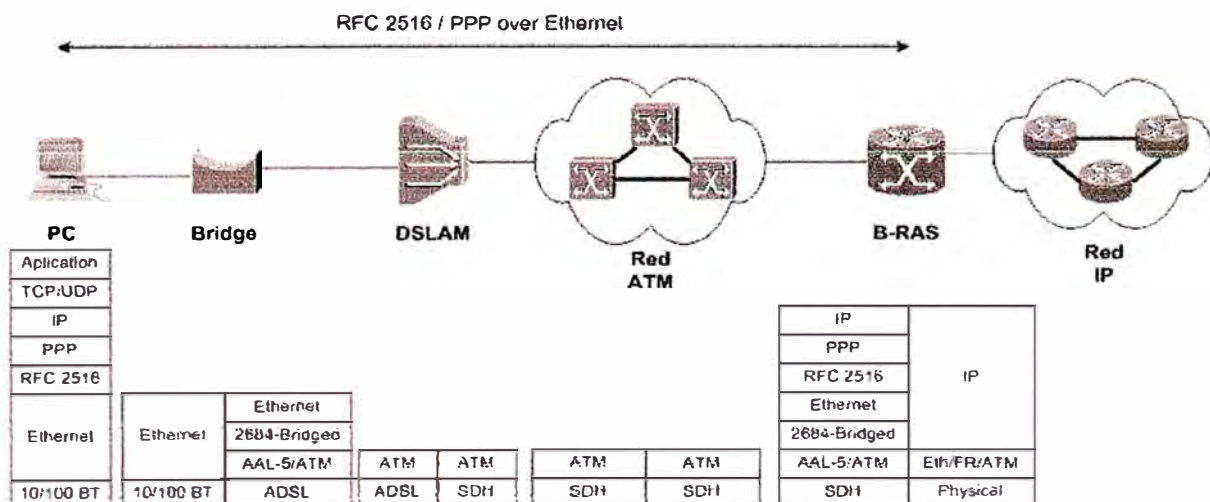 RFC 2516 / PPP over Ethernet
PC
Bridge
DSLAM
Red
ATM
B-RAS
Red
IP
Aplication
TCP/UDP
IP
PPP
RFC 2516
Ethernet
10/100 BT
Ethernet
10/100 BT
Ethernet
2684-Bridged
AAL-5/ATM
ADSL
ATM
ADSL
ATM
SDH
ATM
SDH
ATM
SDH
IP
PPP
RFC 2516
Ethernet
2684-Bridged
AAL-5/ATM
SDH
IP
Eth/FR/ATM
Physical